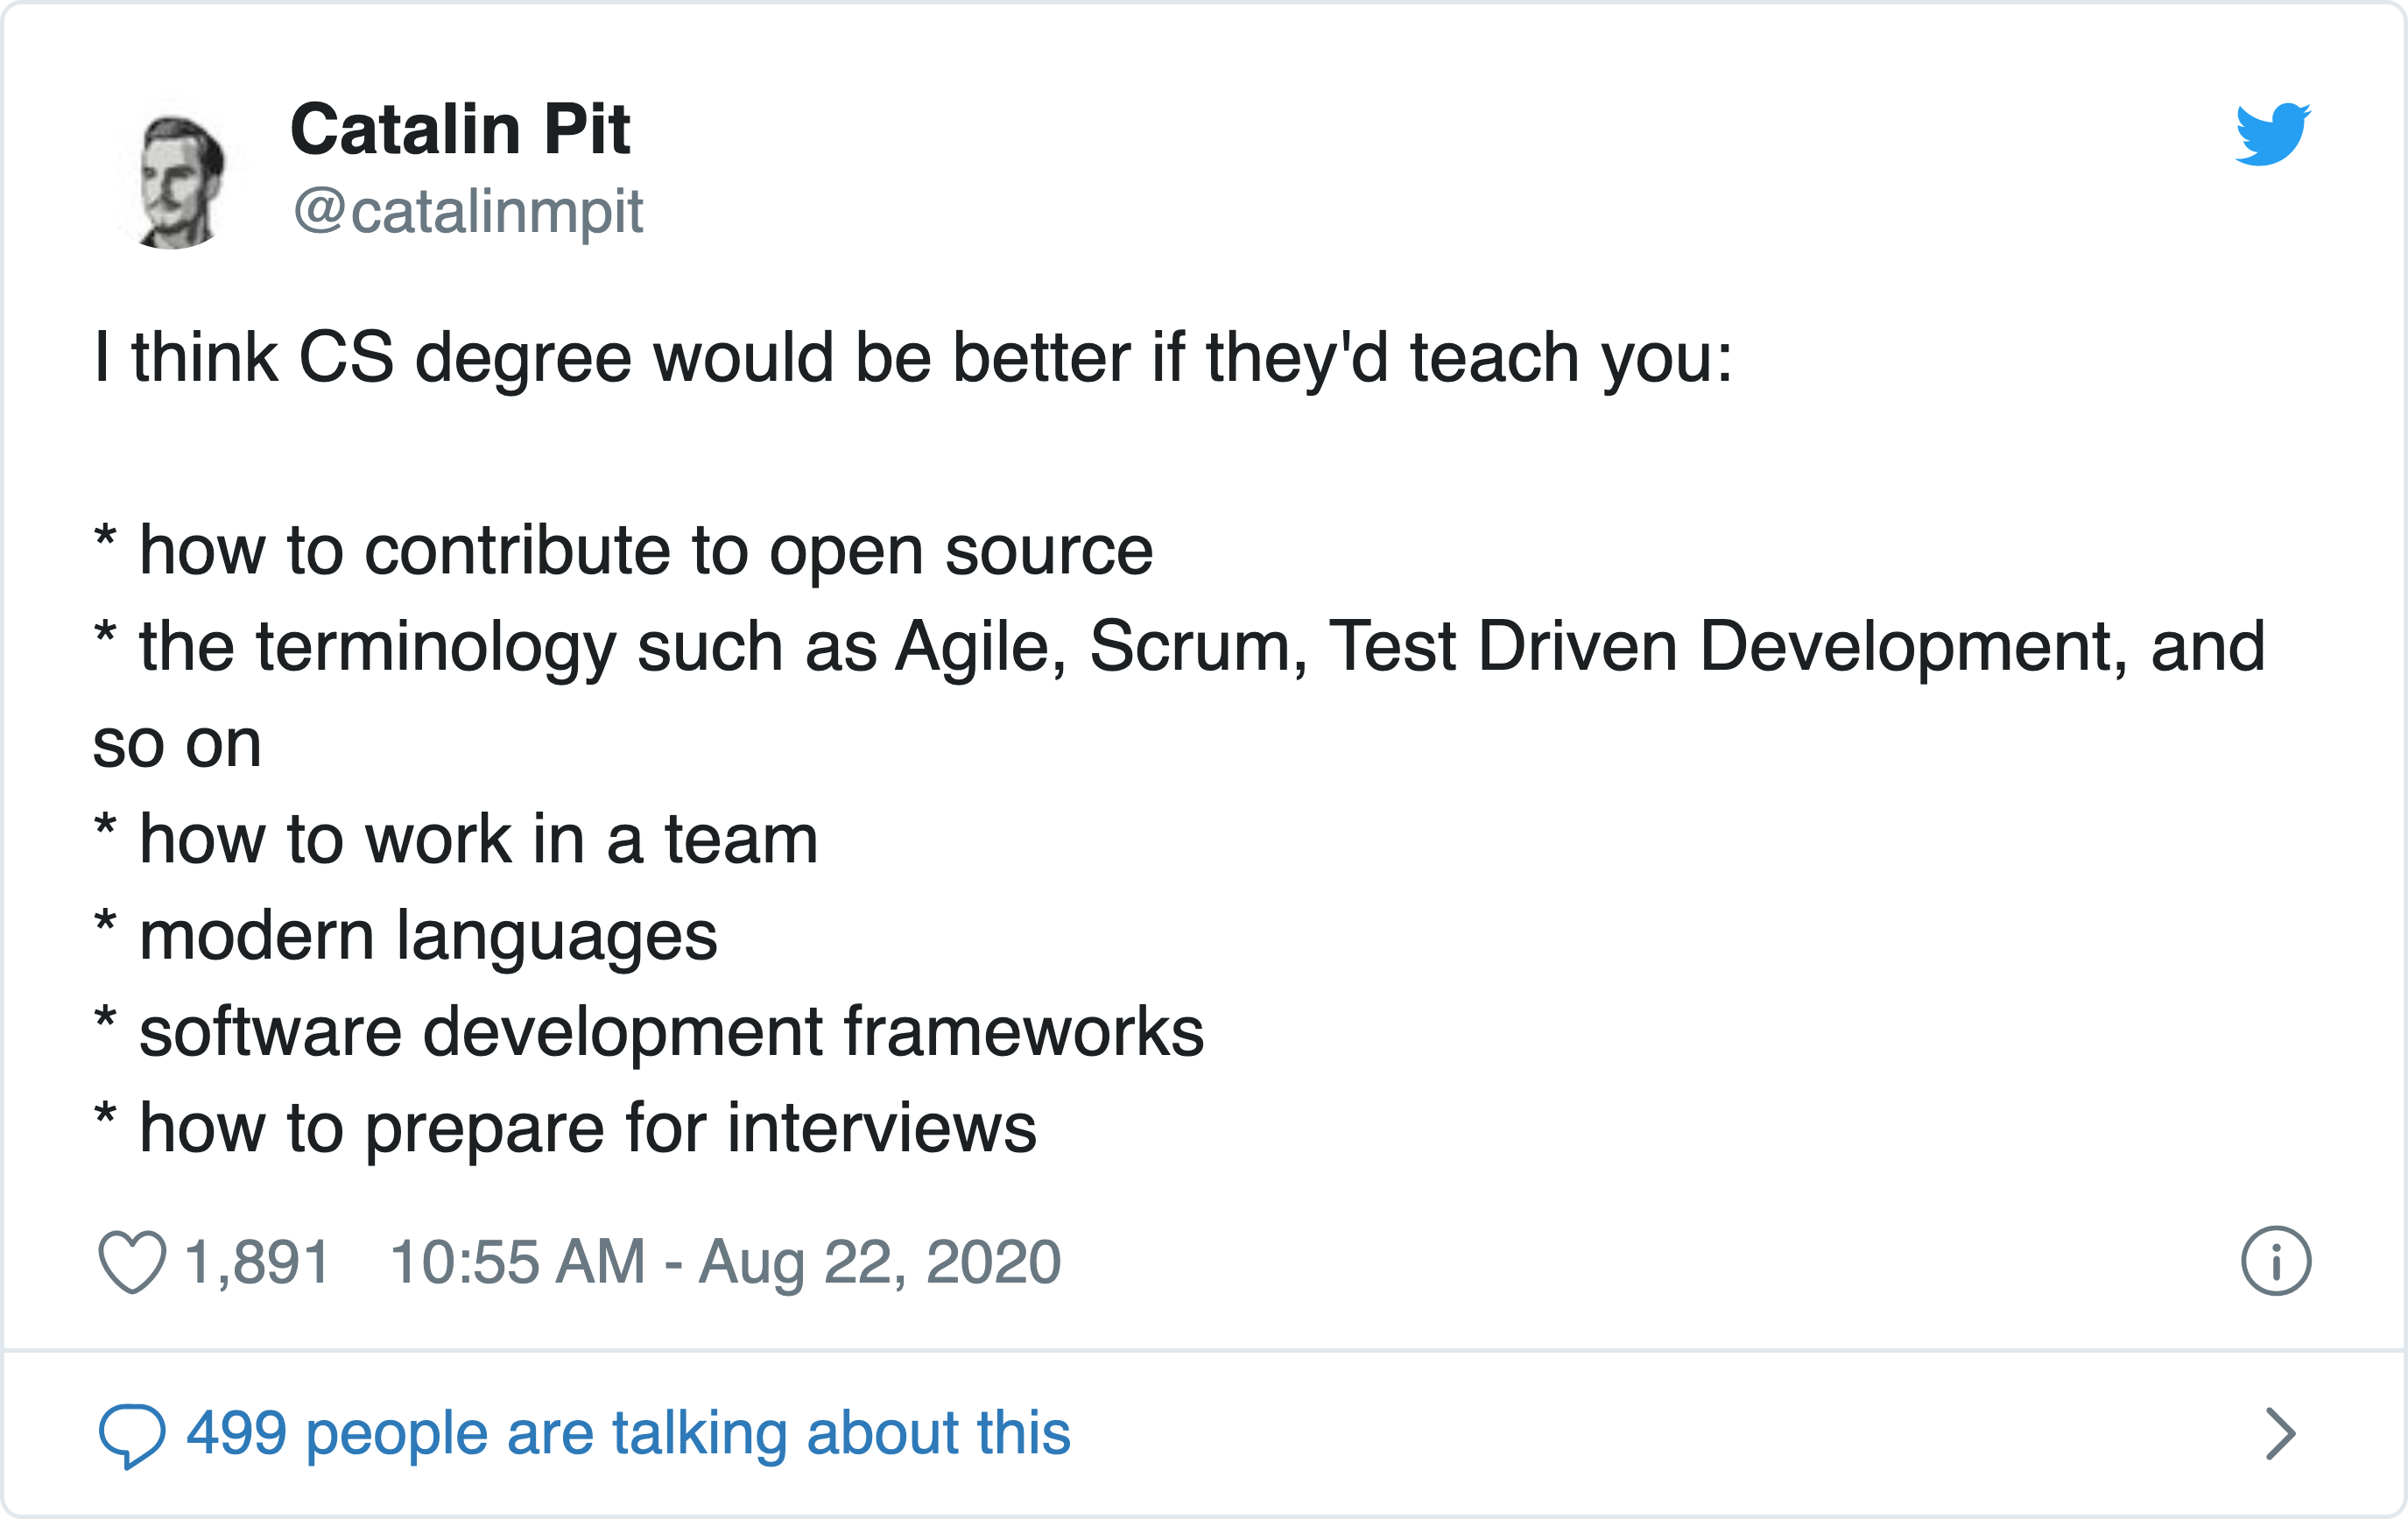 Catalin Pit
@catalinmpit
I think CS degree would be better if they'd teach you:
* how to contribute to open source
* the terminology such as Agile, Scrum, Test Driven Development, and
so on
* how to work in a team
* modern languages
* software development frameworks
* how to prepare for interviews
1,891 10:55 AM - Aug 22, 2020
499 people are talking about this